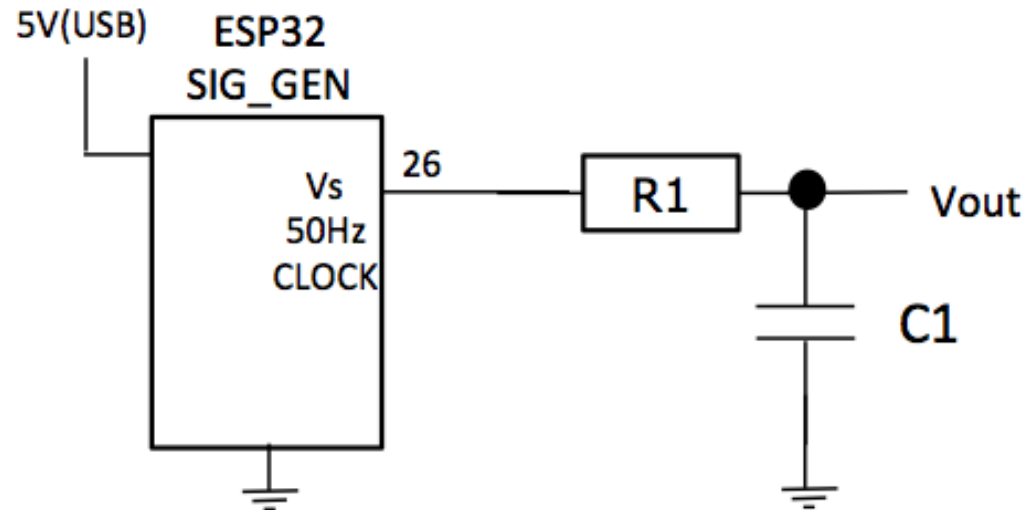 5V(USB)
ESP32
SIG_GEN
Vs
50Hz
CLOCK
26
R1
Vout
C1